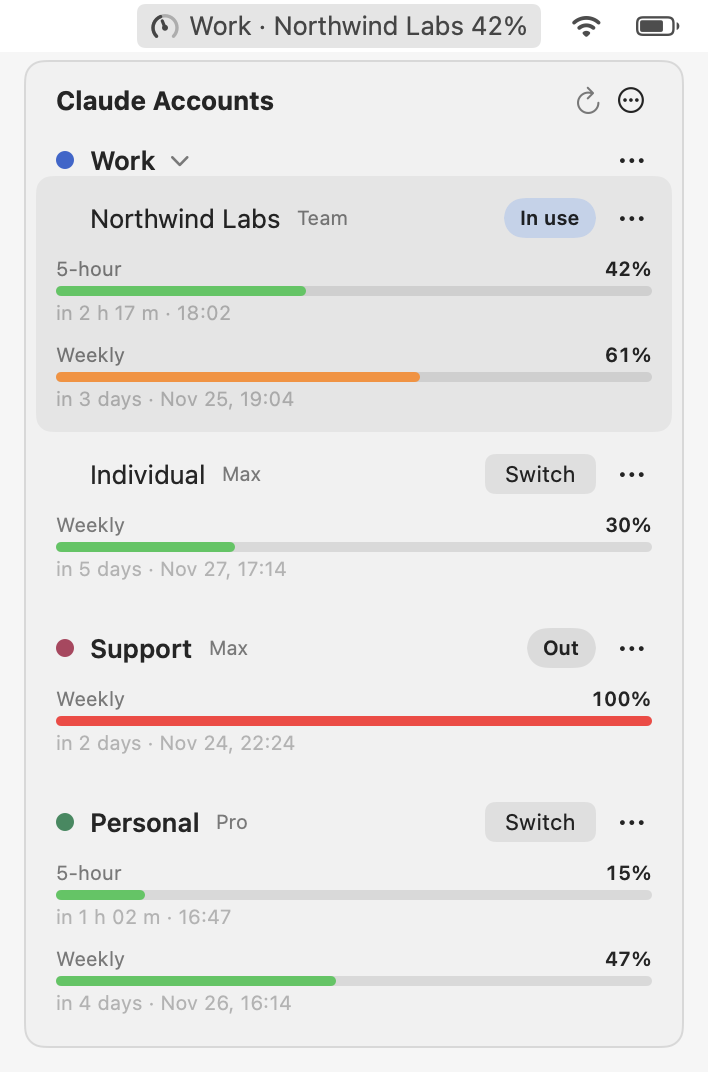 Work · Northwind Labs 42%
Claude Accounts
Work
Northwind Labs Team In use
5-hour 42%
in 2 h 17 m · 18:02
Weekly 61%
in 3 days · Nov 25, 19:04
Individual Max Switch
Weekly 30%
in 5 days · Nov 27, 17:14
Support Max Out
Weekly 100%
in 2 days · Nov 24, 22:24
Personal Pro Switch
5-hour 15%
in 1 h 02 m · 16:47
Weekly 47%
in 4 days · Nov 26, 16:14